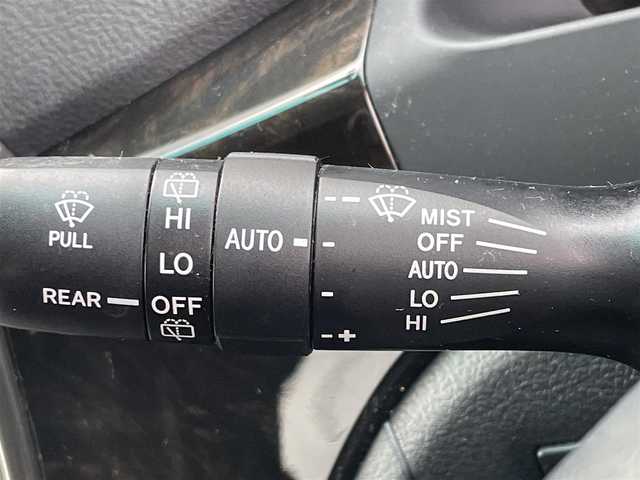 PULL
REAR
HI
LO
OFF
AUTO
- +
MIST
OFF
AUTO
LO
HI